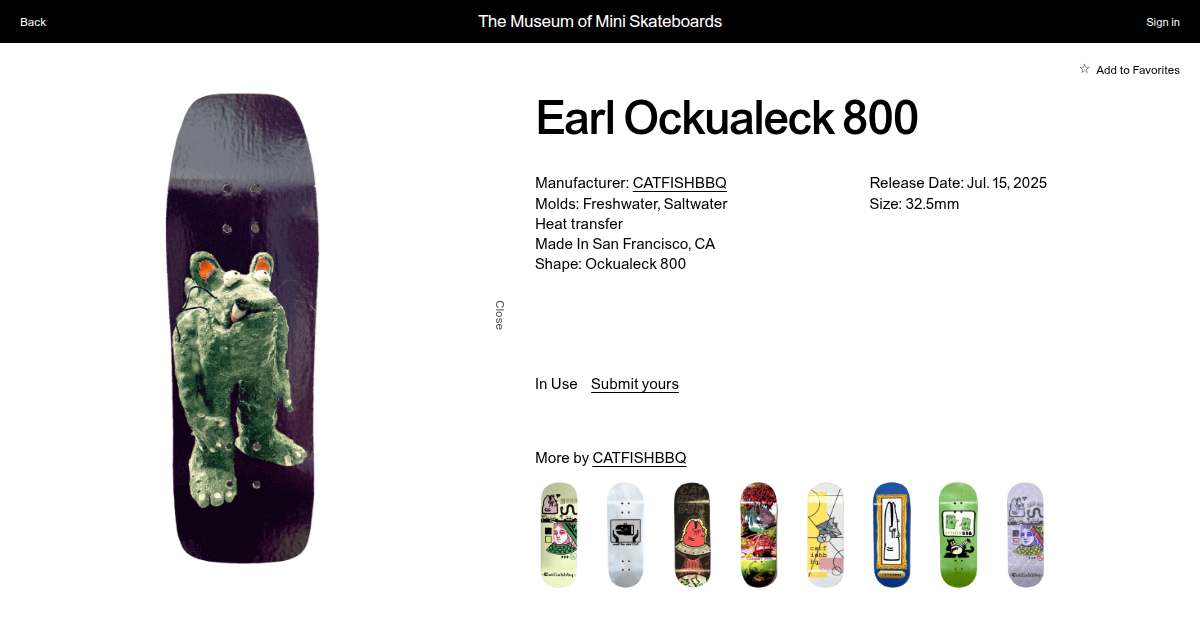 Back
The Museum of Mini Skateboards
Sign in
☆ Add to Favorites
Earl Ockualeck 800
Manufacturer: CATFISHBBQ
Molds: Freshwater, Saltwater
Heat transfer
Made In San Francisco, CA
Shape: Ockualeck 800
Release Date: Jul. 15, 2025
Size: 32.5mm
Close
In Use Submit yours
More by CATFISHBBQ